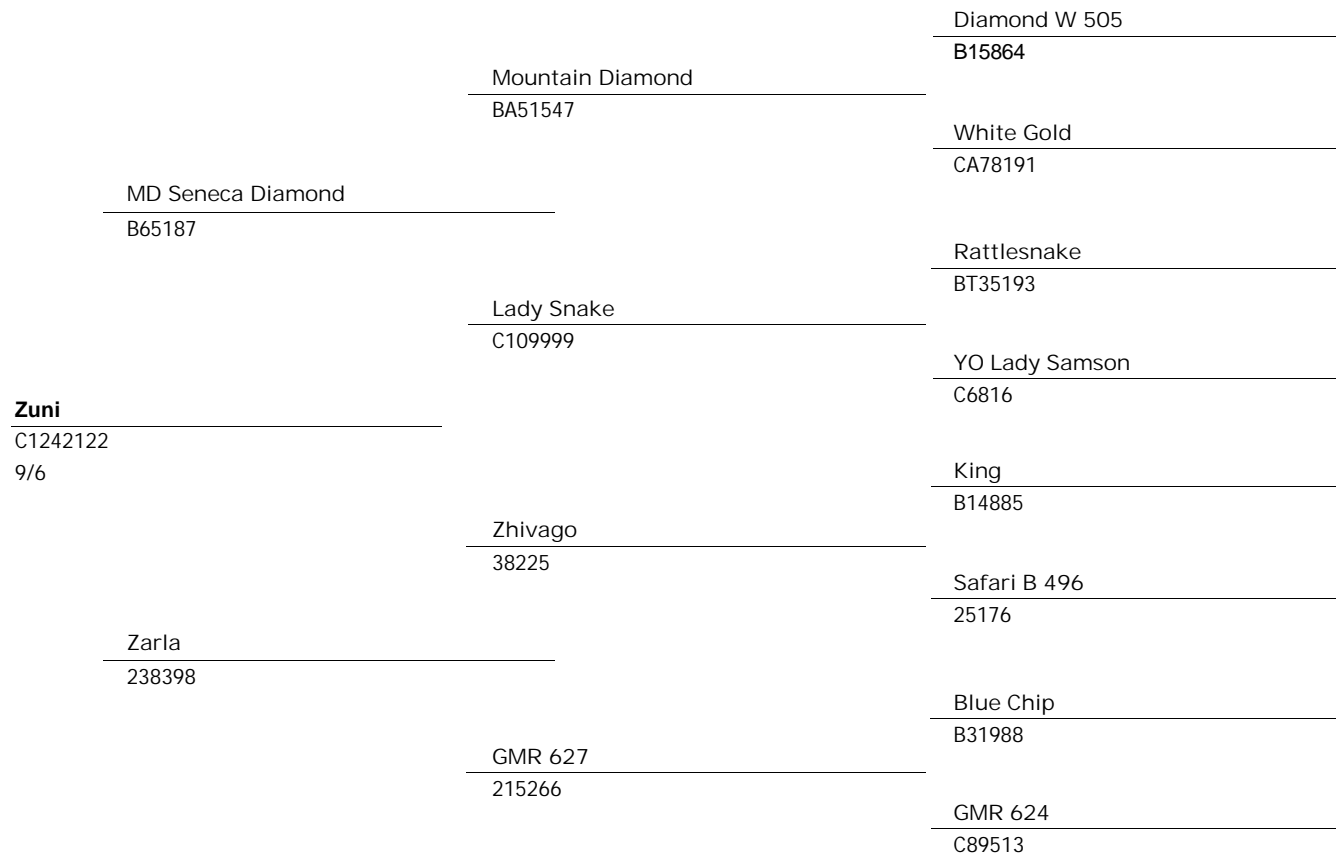 Diamond W 505
B15864
Mountain Diamond
BA51547
White Gold
CA78191
MD Seneca Diamond
B65187
Rattlesnake
BT35193
Lady Snake
C109999
YO Lady Samson
C6816
Zuni
C1242122
9/6
King
B14885
Zhivago
38225
Safari B 496
25176
Zarla
238398
Blue Chip
B31988
GMR 627
215266
GMR 624
C89513